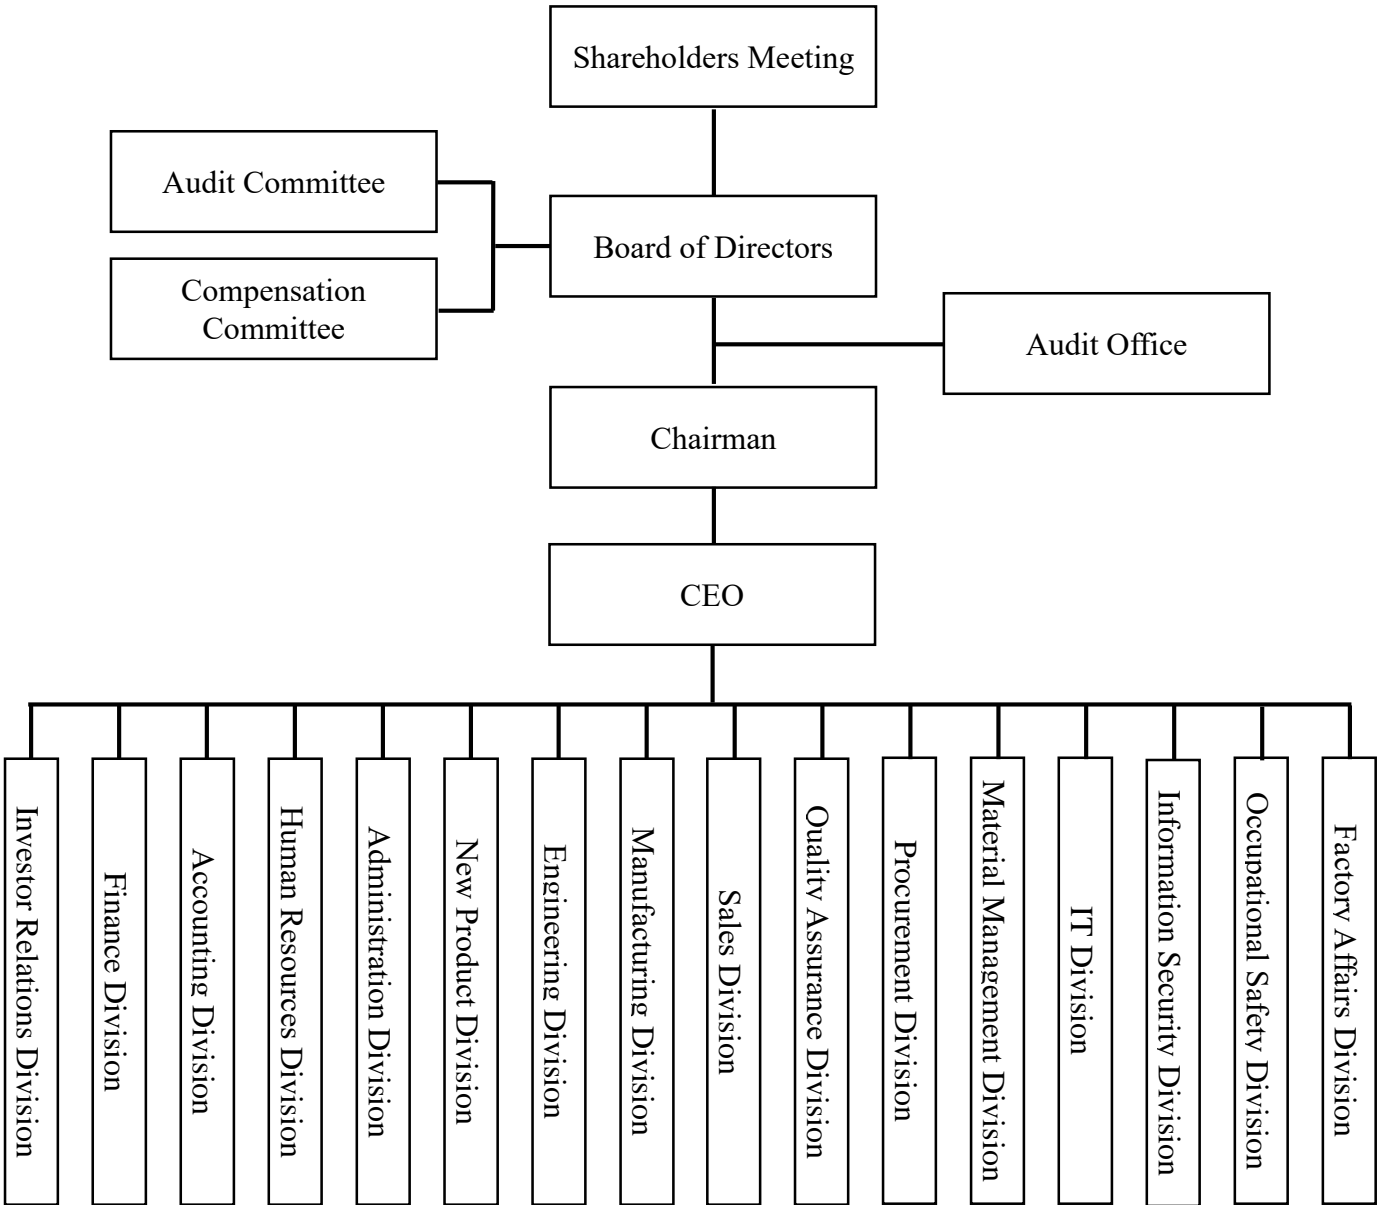 Shareholders Meeting
Audit Committee
Board of Directors
Compensation
Committee
Audit Office
Chairman
CEO
Investor Relations Division
Finance Division
Accounting Division
Human Resources Division
Administration Division
New Product Division
Engineering Division
Manufacturing Division
Sales Division
Quality Assurance Division
Procurement Division
Material Management Division
IT Division
Information Security Division
Occupational Safety Division
Factory Affairs Division